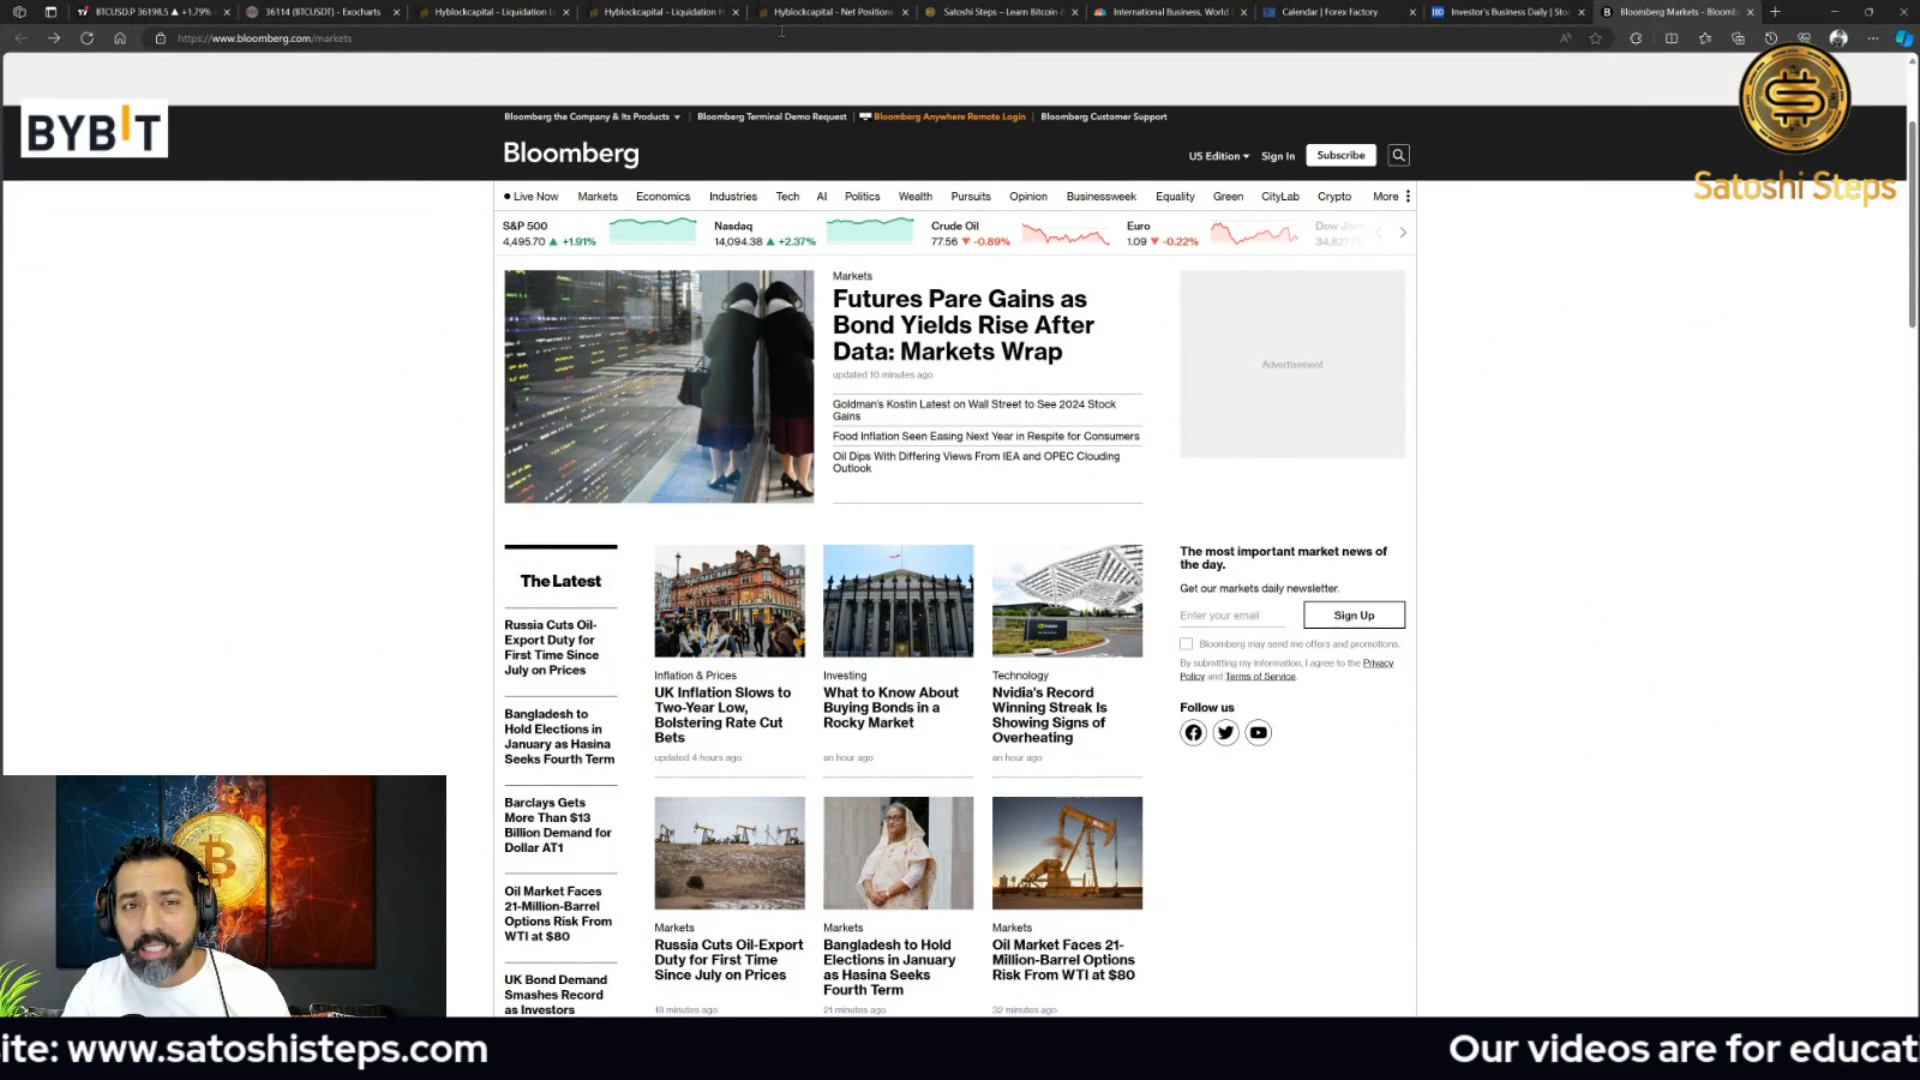 BTCUSD.P 36198.5 ▲ +1.79%
36114 (BTCUSDT) - Exocharts
Hyblockcapital - Liquidation L
Hyblockcapital - Liquidation H
Hyblockcapital - Net Position
Satoshi Steps – Learn Bitcoin &
International Business, World
Calendar | Forex Factory
Investor's Business Daily | Sto
Bloomberg Markets - Bloomb
https://www.bloomberg.com/markets
BYBIT
Satoshi Steps
Bloomberg the Company & Its Products ▾ | Bloomberg Terminal Demo Request | Bloomberg Anywhere Remote Login | Bloomberg Customer Support
Bloomberg
US Edition ▾ Sign In Subscribe
• Live Now Markets Economics Industries Tech AI Politics Wealth Pursuits Opinion Businessweek Equality Green CityLab Crypto More
S&P 500
4,495.70 ▲ +1.91%
Nasdaq
14,094.38 ▲ +2.37%
Crude Oil
77.56 ▼ -0.89%
Euro
1.09 ▼ -0.22%
Dow Jone
34,827.7
Markets
Futures Pare Gains as
Bond Yields Rise After
Data: Markets Wrap
updated 10 minutes ago
Goldman's Kostin Latest on Wall Street to See 2024 Stock
Gains
Food Inflation Seen Easing Next Year in Respite for Consumers
Oil Dips With Differing Views From IEA and OPEC Clouding
Outlook
Advertisement
The Latest
Russia Cuts Oil-
Export Duty for
First Time Since
July on Prices
Bangladesh to
Hold Elections in
January as Hasina
Seeks Fourth Term
Barclays Gets
More Than $13
Billion Demand for
Dollar AT1
Oil Market Faces
21-Million-Barrel
Options Risk From
WTI at $80
UK Bond Demand
Smashes Record
as Investors
Inflation & Prices
UK Inflation Slows to
Two-Year Low,
Bolstering Rate Cut
Bets
updated 4 hours ago
Investing
What to Know About
Buying Bonds in a
Rocky Market
an hour ago
Technology
Nvidia's Record
Winning Streak Is
Showing Signs of
Overheating
an hour ago
Markets
Russia Cuts Oil-Export
Duty for First Time
Since July on Prices
18 minutes ago
Markets
Bangladesh to Hold
Elections in January
as Hasina Seeks
Fourth Term
21 minutes ago
Markets
Oil Market Faces 21-
Million-Barrel Options
Risk From WTI at $80
32 minutes ago
The most important market news of
the day.
Get our markets daily newsletter.
Enter your email
Sign Up
Bloomberg may send me offers and promotions.
By submitting my information, I agree to the Privacy
Policy and Terms of Service.
Follow us
ite: www.satoshisteps.com
Our videos are for educati